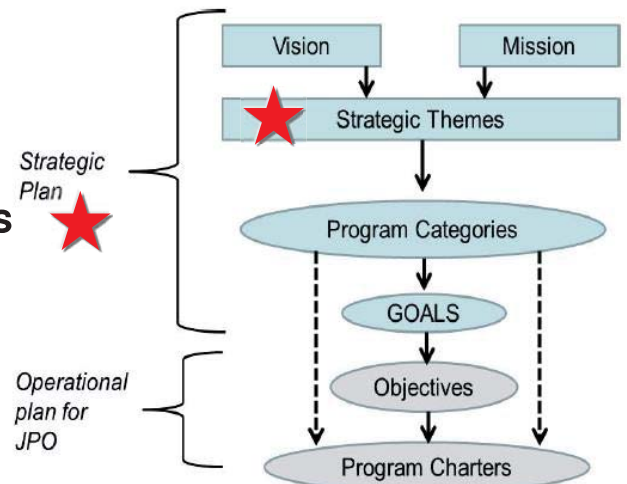 Vision
Mission
Strategic Themes
Strategic
Plan
s
Program Categories
GOALS
Operational
plan for
JPO
Objectives
Program Charters